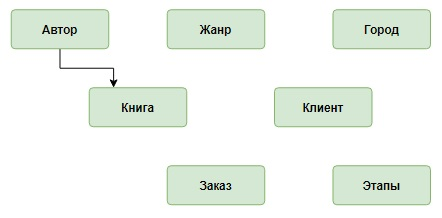 Автор
Жанр
Город
Книга
Клиент
Заказ
Этапы